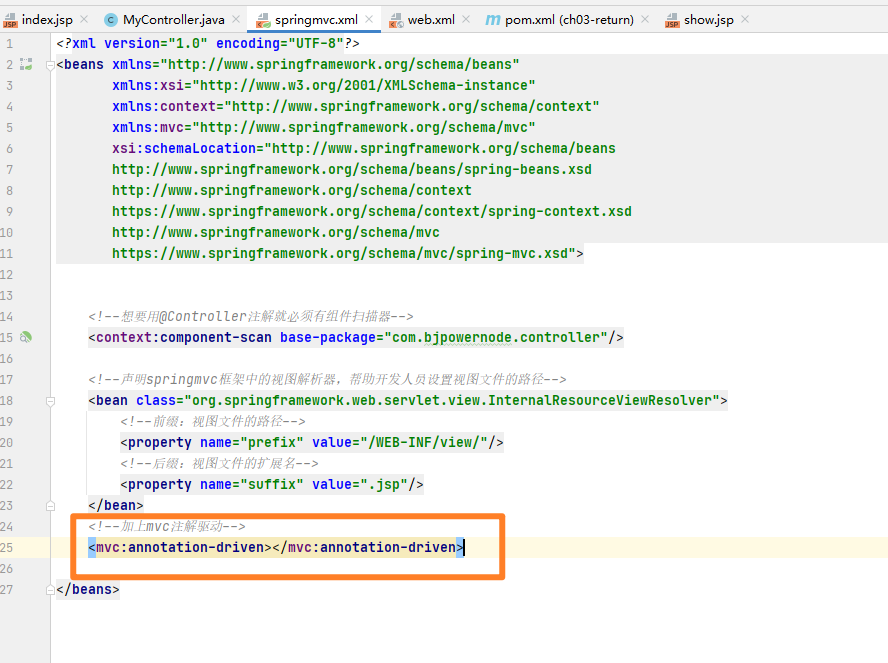 index.jsp MyController.java springmvc.xml web.xml pom.xml (ch03-return) show.jsp
1 <?xml version="1.0" encoding="UTF-8"?>
2 <beans xmlns="http://www.springframework.org/schema/beans"
3 xmlns:xsi="http://www.w3.org/2001/XMLSchema-instance"
4 xmlns:context="http://www.springframework.org/schema/context"
5 xmlns:mvc="http://www.springframework.org/schema/mvc"
6 xsi:schemaLocation="http://www.springframework.org/schema/beans
7 http://www.springframework.org/schema/beans/spring-beans.xsd
8 http://www.springframework.org/schema/context
9 https://www.springframework.org/schema/context/spring-context.xsd
10 http://www.springframework.org/schema/mvc
11 https://www.springframework.org/schema/mvc/spring-mvc.xsd">
12
13
14 <!--想要用@Controller注解就必须有组件扫描器-->
15 <context:component-scan base-package="com.bjpowernode.controller"/>
16
17 <!--声明springmvc框架中的视图解析器，帮助开发人员设置视图文件的路径-->
18 <bean class="org.springframework.web.servlet.view.InternalResourceViewResolver">
19 <!--前缀：视图文件的路径-->
20 <property name="prefix" value="/WEB-INF/view/"/>
21 <!--后缀：视图文件的扩展名-->
22 <property name="suffix" value=".jsp"/>
23 </bean>
24 <!--加上mvc注解驱动-->
25 <mvc:annotation-driven></mvc:annotation-driven>
26
27 </beans>